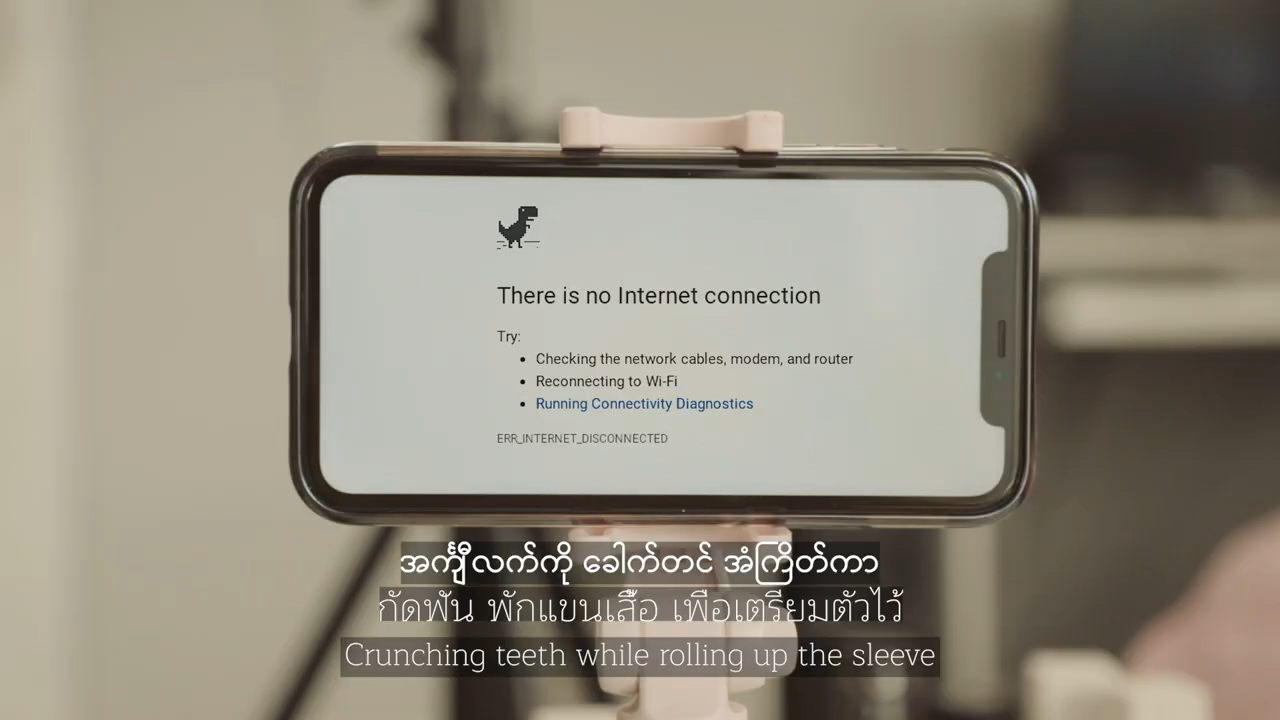 There is no Internet connection
Try:
• Checking the network cables, modem, and router
• Reconnecting to Wi-Fi
• Running Connectivity Diagnostics
ERR_INTERNET_DISCONNECTED
အင်္ကျီလက်ကို ခေါက်တင် အံကြိတ်ကာ
กัดฟัน พักแขนเสื้อ เพื่อเตรียมตัวไว้
Crunching teeth while rolling up the sleeve